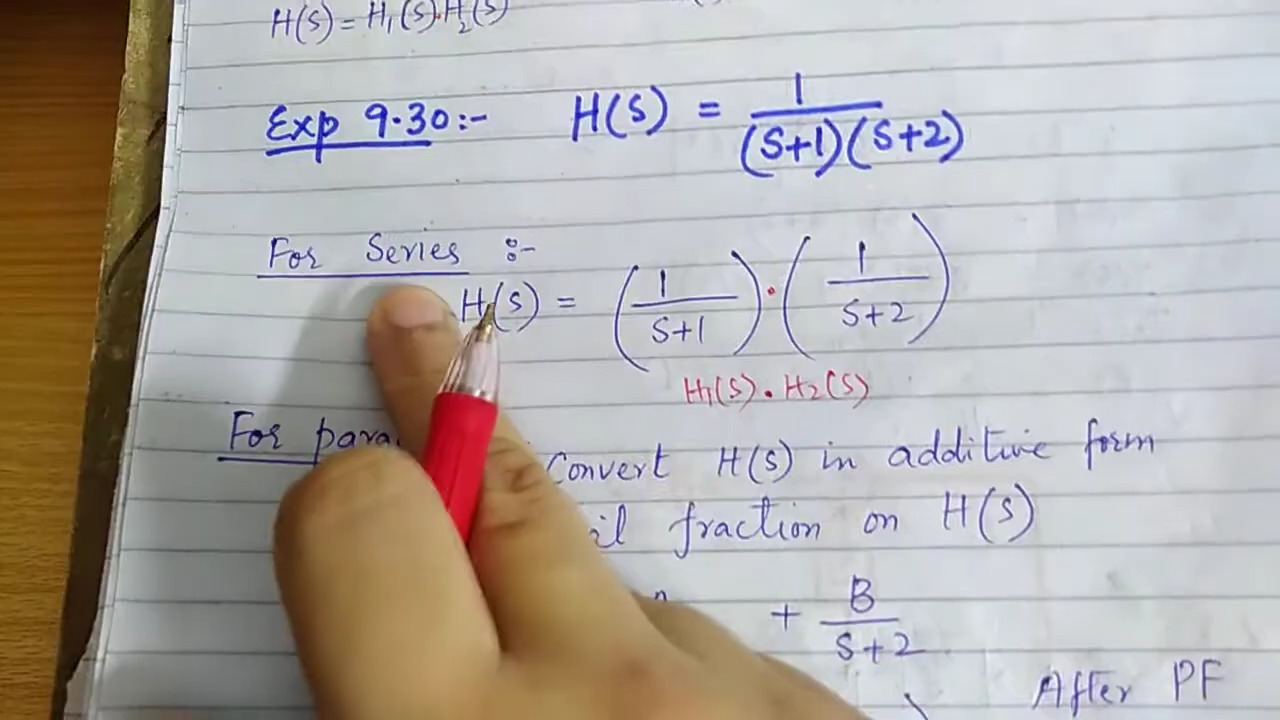 H(S) = H₁(S).H₂(S)
Exp 9.30:- H(S) = 1 / (S+1)(S+2)
For Series :-
H(S) = (1 / S+1) . (1 / S+2)
H₁(S) . H₂(S)
For Convert H(S) in additive form
fraction on H(S)
+ B / S+2
After PF